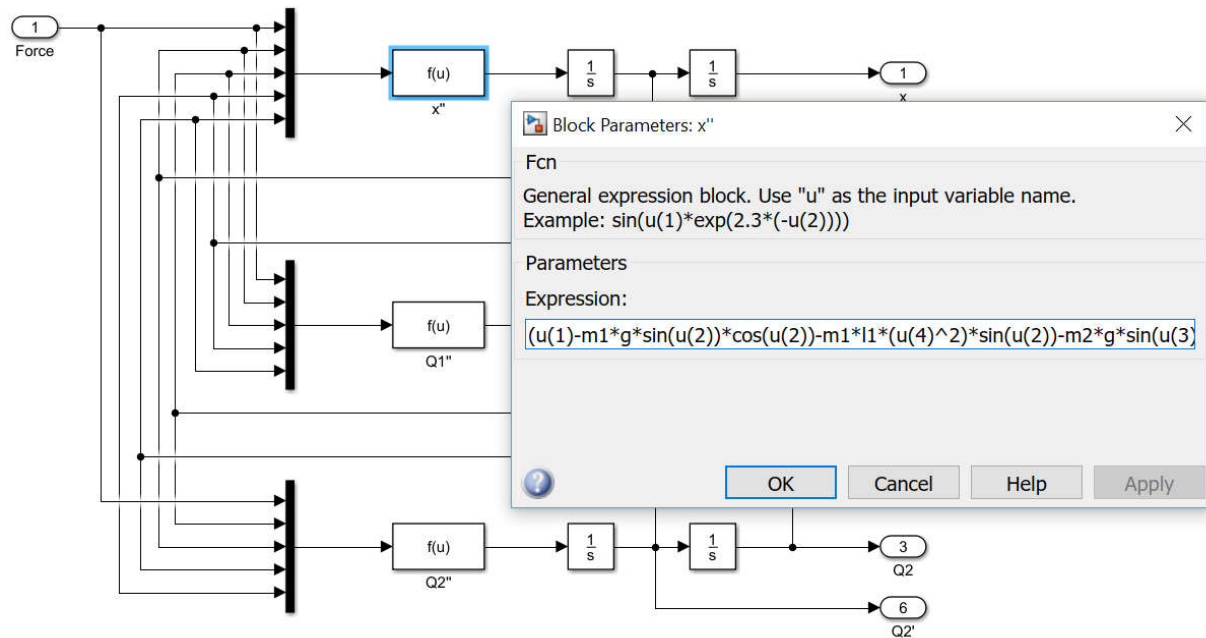 1
Force
f(u)
x"
1
s
1
s
1
x
Block Parameters: x"
Fcn
General expression block. Use "u" as the input variable name.
Example: sin(u(1)*exp(2.3*(-u(2))))
Parameters
Expression:
(u(1)-m1*g*sin(u(2))*cos(u(2))-m1*l1*(u(4)^2)*sin(u(2))-m2*g*sin(u(3)
OK
Cancel
Help
Apply
f(u)
Q1"
f(u)
Q2"
1
s
1
s
3
Q2
6
Q2'